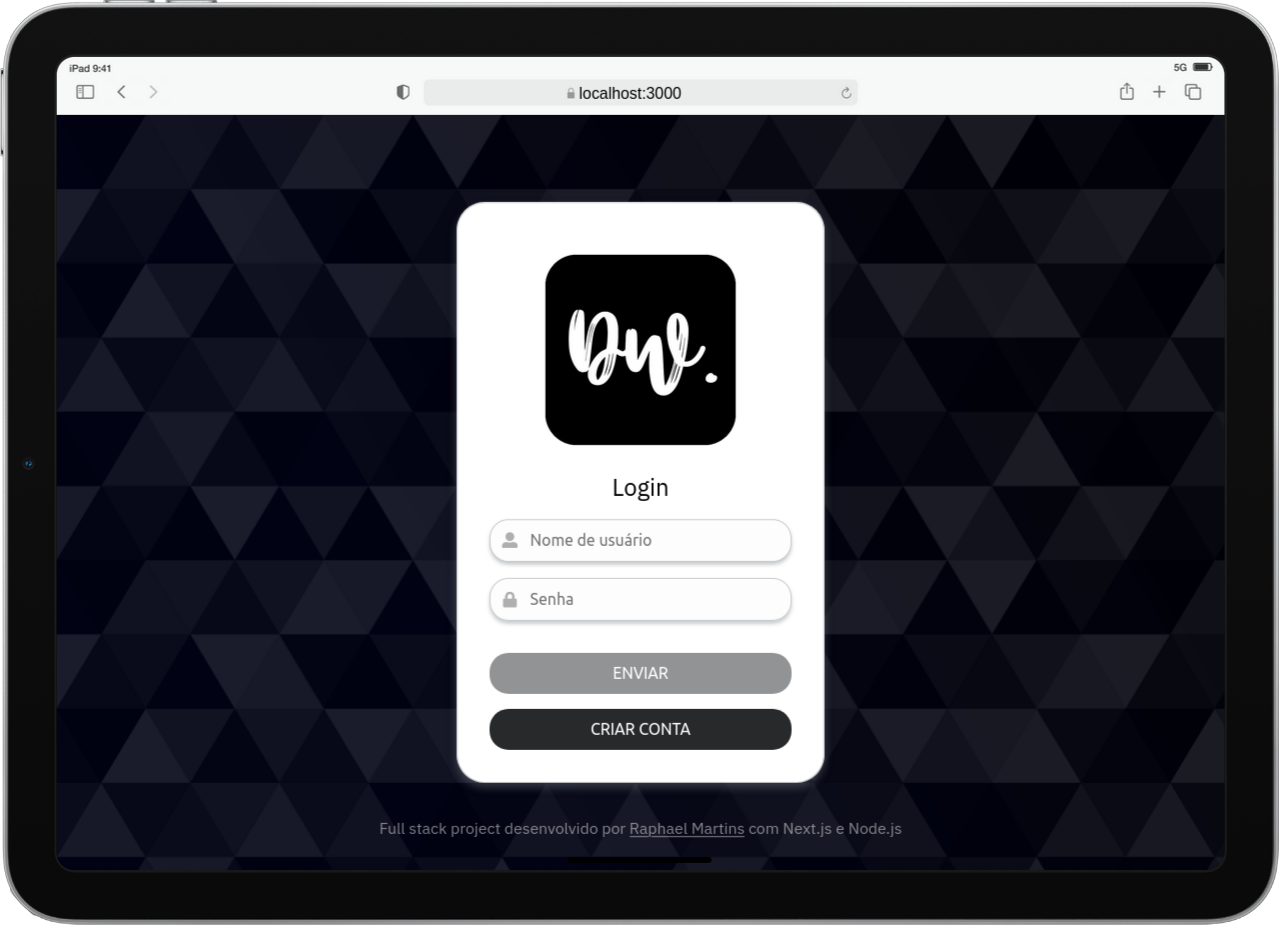 iPad 9:41
5G
localhost:3000
Dw.
Login
Nome de usuário
Senha
ENVIAR
CRIAR CONTA
Full stack project desenvolvido por Raphael Martins com Next.js e Node.js